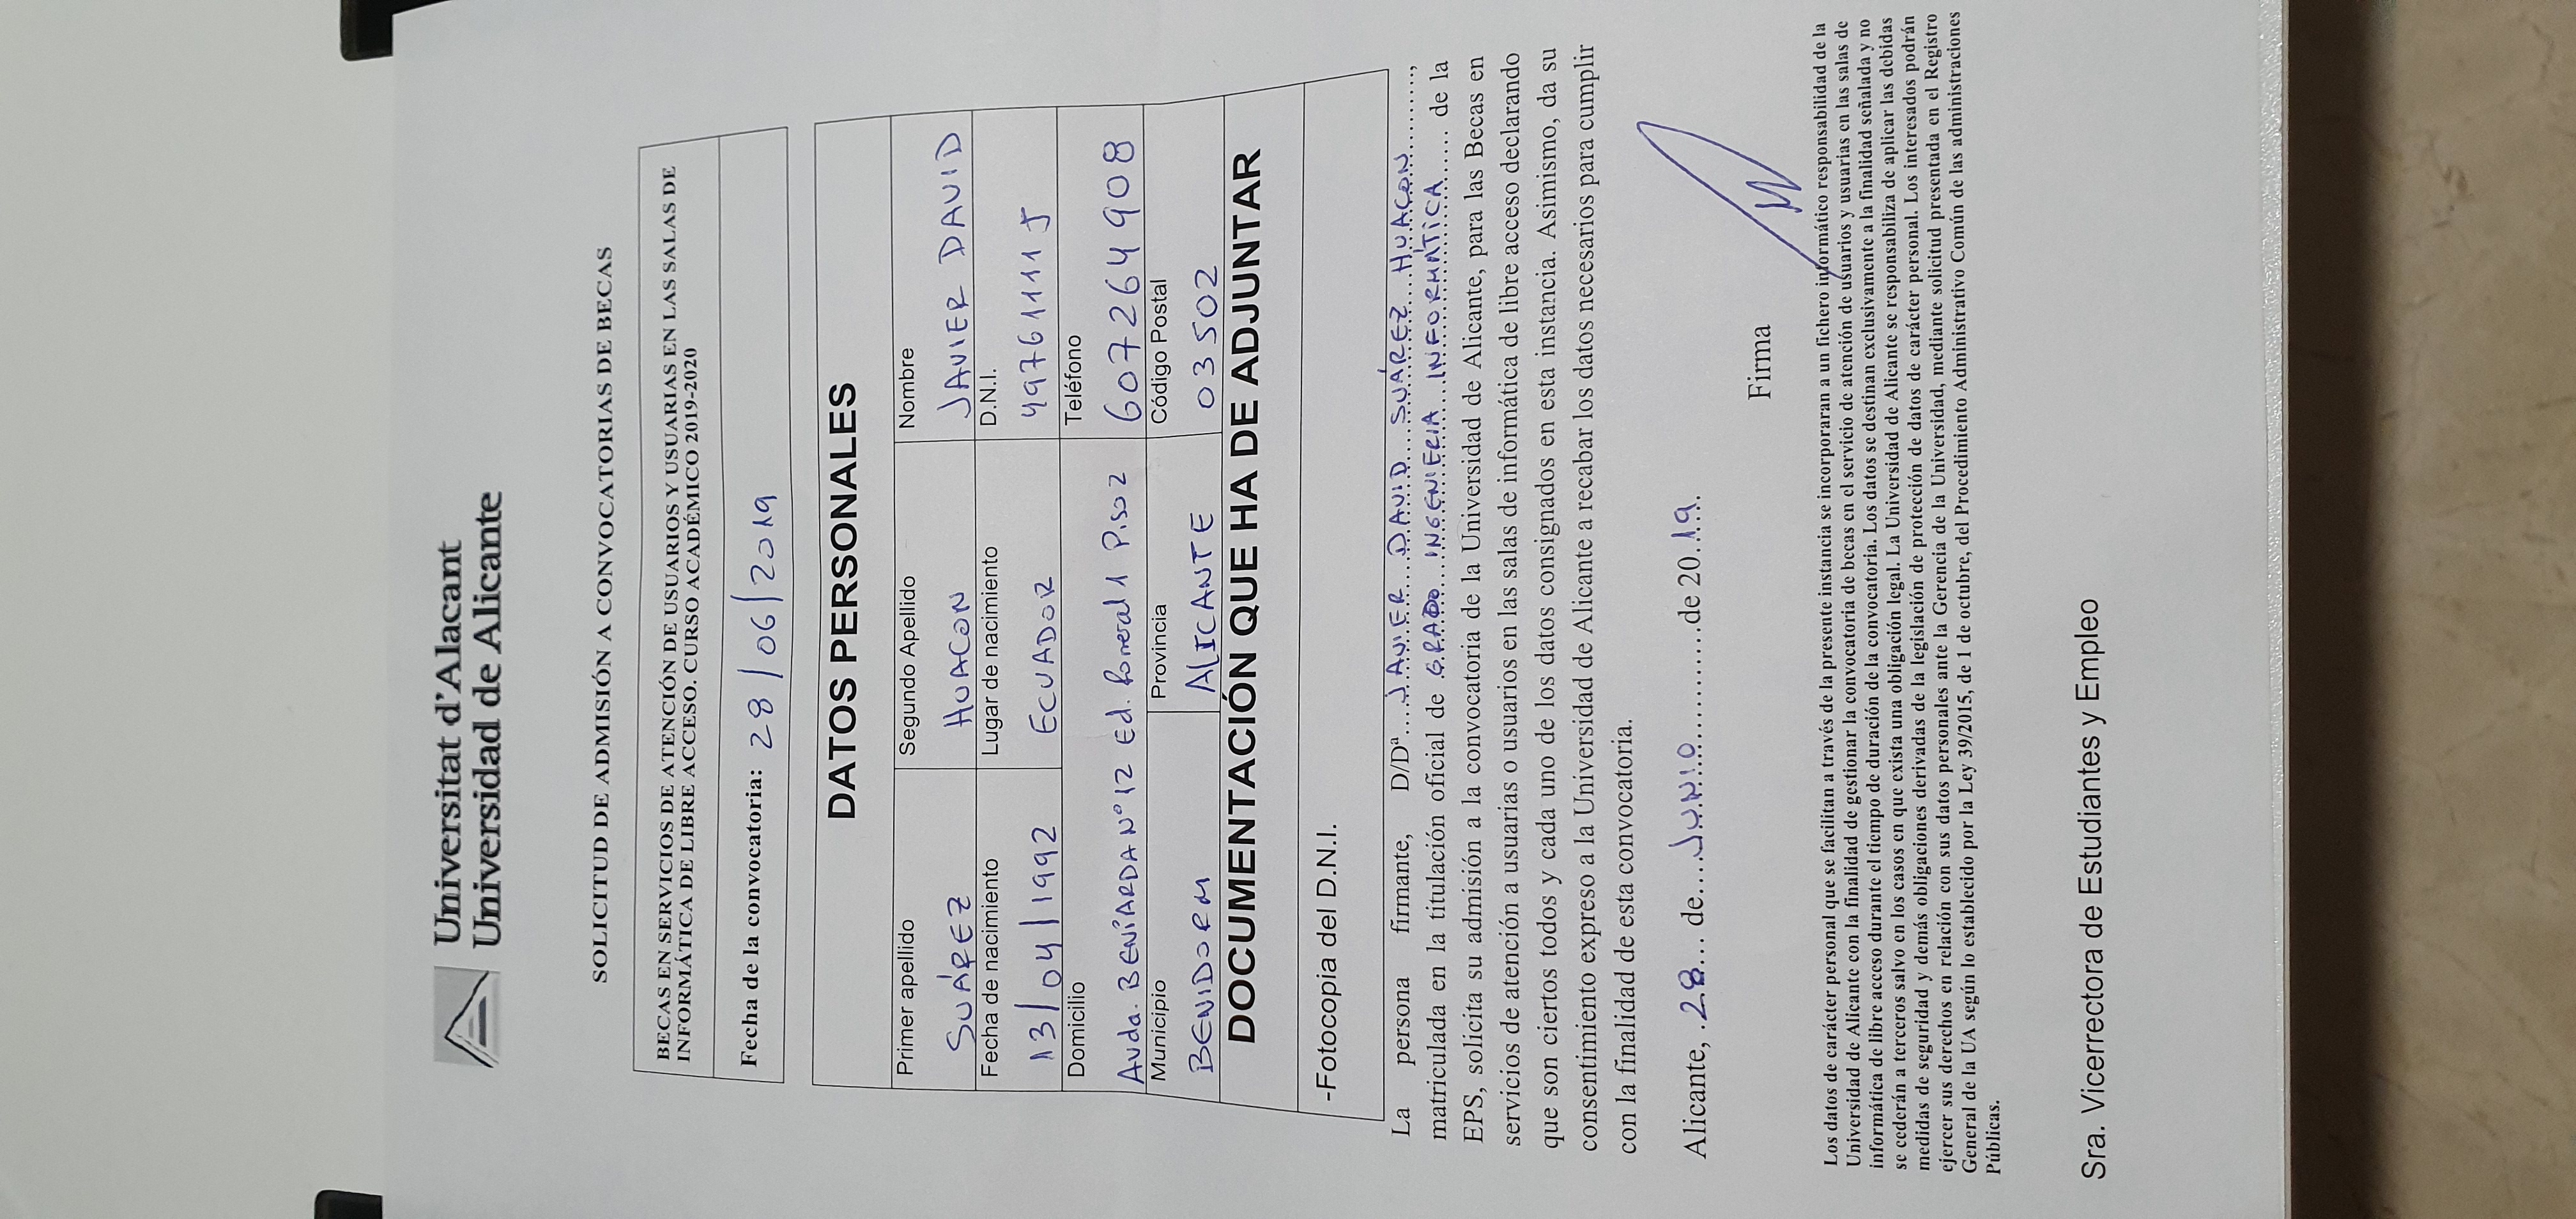 Universitat d'Alacant
Universidad de Alicante
SOLICITUD DE ADMISIÓN A CONVOCATORIAS DE BECAS
BECAS EN SERVICIOS DE ATENCIÓN DE USUARIOS Y USUARIAS EN LAS SALAS DE
INFORMÁTICA DE LIBRE ACCESO. CURSO ACADÉMICO 2019-2020
Fecha de la convocatoria: 28/06/2019
DATOS PERSONALES
Primer apellido Segundo Apellido Nombre
SUÁREZ HUACON JAVIER DAVID
Fecha de nacimiento Lugar de nacimiento D.N.I.
13/04/1992 ECUADOR 49761111J
Domicilio Teléfono
Avda. BENIARDA Nº 12 Ed. 1 Piso 2 607264908
Municipio Provincia Código Postal
BENIDORM ALICANTE 03502
DOCUMENTACIÓN QUE HA DE ADJUNTAR
-Fotocopia del D.N.I.
La persona firmante, D/Dª....JAVIER DAVID SUÁREZ HUACON.........,
matriculada en la titulación oficial de GRADO INGENIERIA INFORMÁTICA..... de la
EPS, solicita su admisión a la convocatoria de la Universidad de Alicante, para las Becas en
servicios de atención a usuarias o usuarios en las salas de informática de libre acceso declarando
que son ciertos todos y cada uno de los datos consignados en esta instancia. Asimismo, da su
consentimiento expreso a la Universidad de Alicante a recabar los datos necesarios para cumplir
con la finalidad de esta convocatoria.
Alicante, .28... de....JUNIO............de 20.19.
Firma
Los datos de carácter personal que se facilitan a través de la presente instancia se incorporaran a un fichero informático responsabilidad de la
Universidad de Alicante con la finalidad de gestionar la convocatoria de becas en el servicio de atención de usuarios y usuarias en las salas de
informática de libre acceso durante el tiempo de duración de la convocatoria. Los datos se destinan exclusivamente a la finalidad señalada y no
se cederán a terceros salvo en los casos en que exista una obligación legal. La Universidad de Alicante se responsabiliza de aplicar las debidas
medidas de seguridad y demás obligaciones derivadas de la legislación de protección de datos de carácter personal. Los interesados podrán
ejercer sus derechos en relación con sus datos personales ante la Gerencia de la Universidad, mediante solicitud presentada en el Registro
General de la UA según lo establecido por la Ley 39/2015, de 1 de octubre, del Procedimiento Administrativo Común de las administraciones
Públicas.
Sra. Vicerrectora de Estudiantes y Empleo